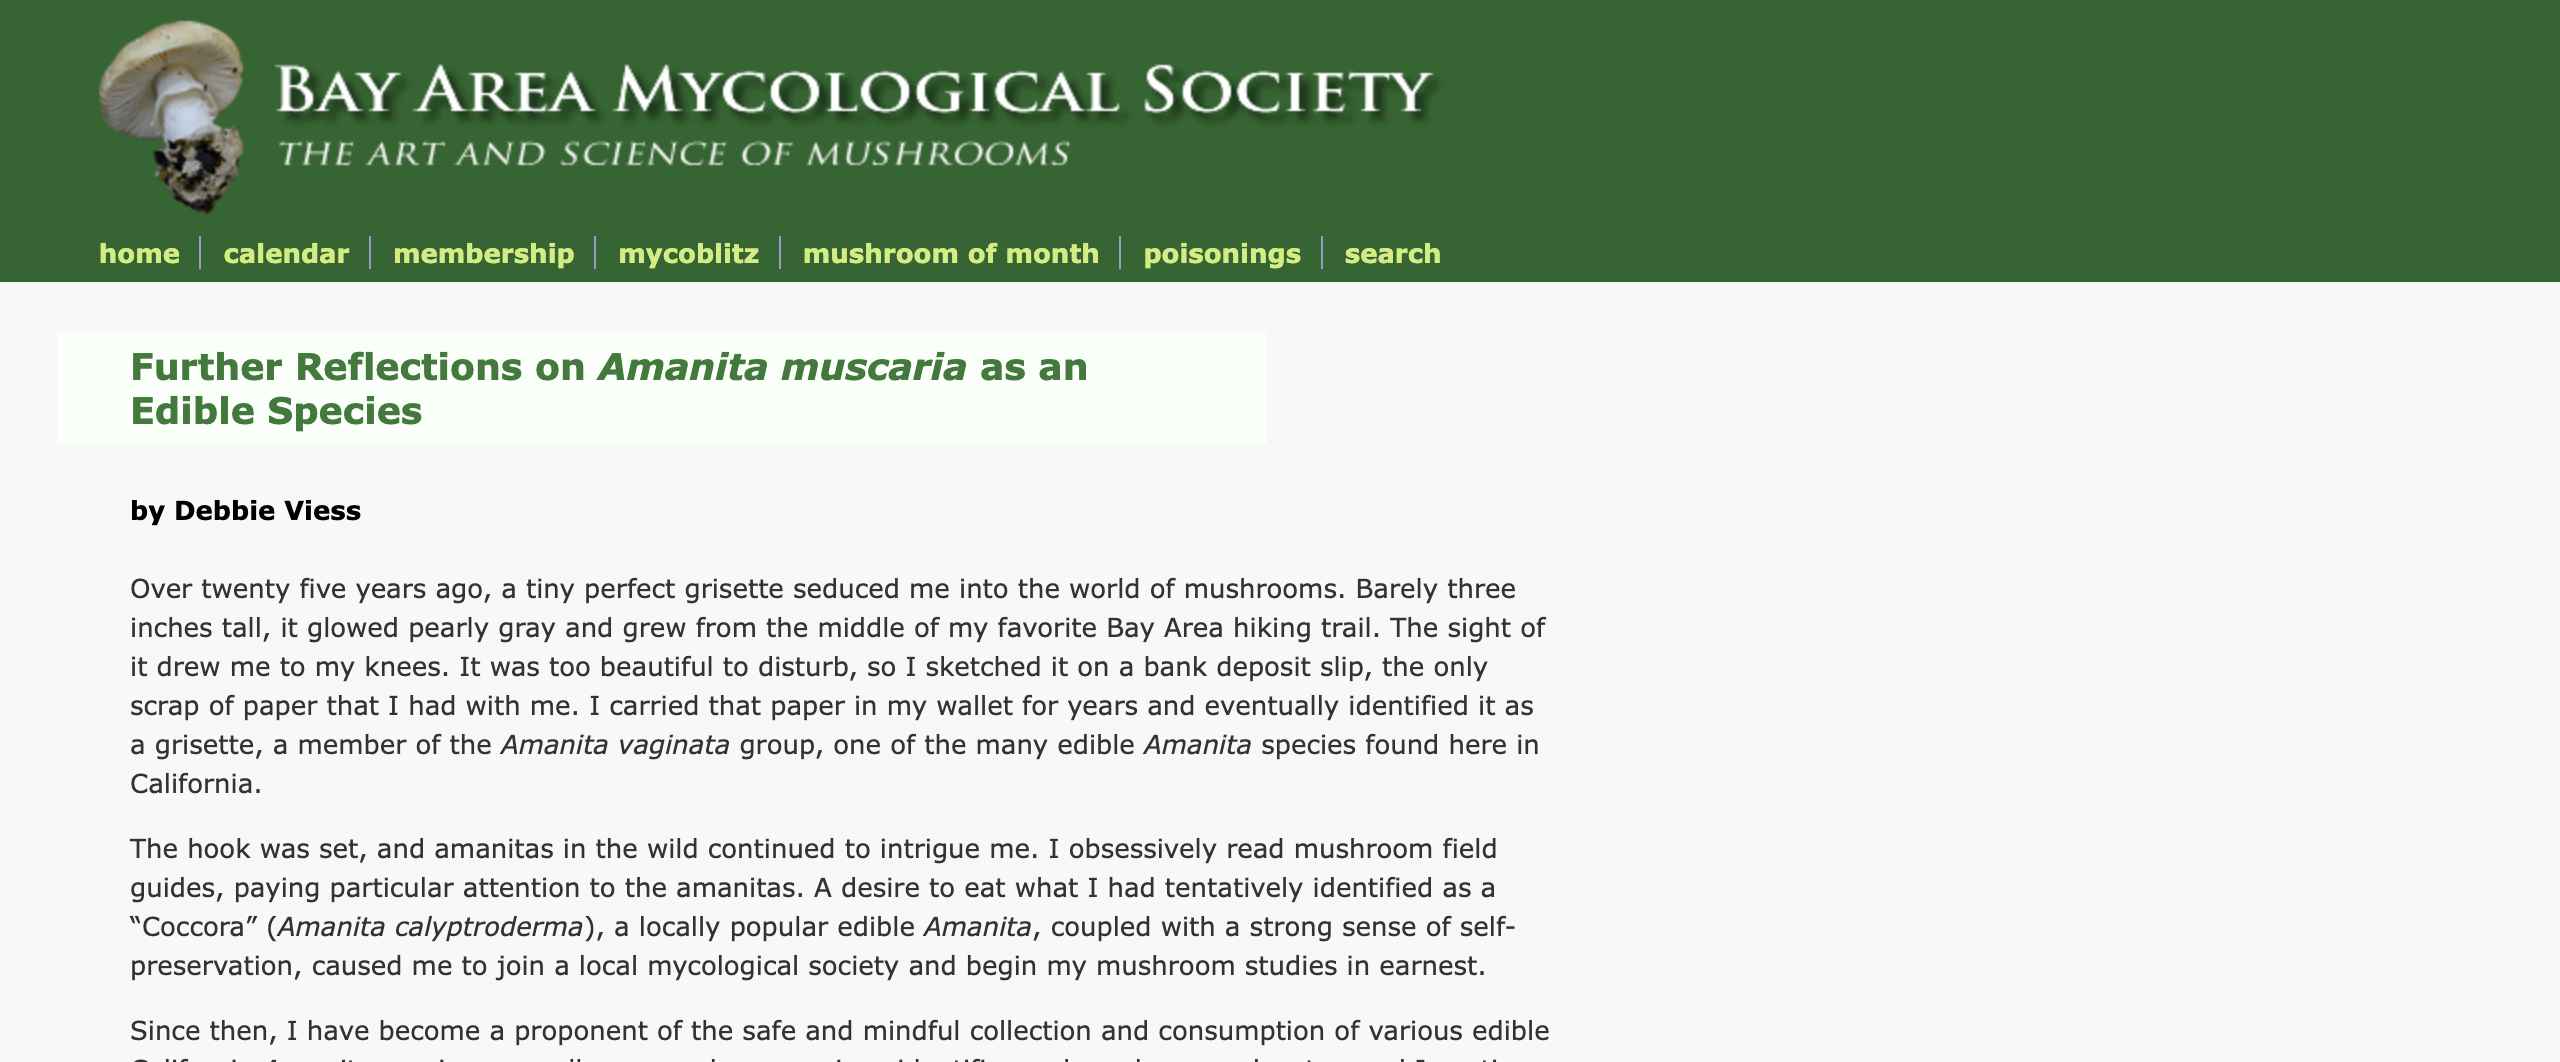 BAY AREA MYCOLOGICAL SOCIETY
THE ART AND SCIENCE OF MUSHROOMS
home calendar membership mycoblitz mushroom of month poisonings search
Further Reflections on Amanita muscaria as an
Edible Species
by Debbie Viess
Over twenty five years ago, a tiny perfect grisette seduced me into the world of mushrooms. Barely three
inches tall, it glowed pearly gray and grew from the middle of my favorite Bay Area hiking trail. The sight of
it drew me to my knees. It was too beautiful to disturb, so I sketched it on a bank deposit slip, the only
scrap of paper that I had with me. I carried that paper in my wallet for years and eventually identified it as
a grisette, a member of the Amanita vaginata group, one of the many edible Amanita species found here in
California.
The hook was set, and amanitas in the wild continued to intrigue me. I obsessively read mushroom field
guides, paying particular attention to the amanitas. A desire to eat what I had tentatively identified as a
“Coccora” (Amanita calyptroderma), a locally popular edible Amanita, coupled with a strong sense of self-
preservation, caused me to join a local mycological society and begin my mushroom studies in earnest.
Since then, I have become a proponent of the safe and mindful collection and consumption of various edible